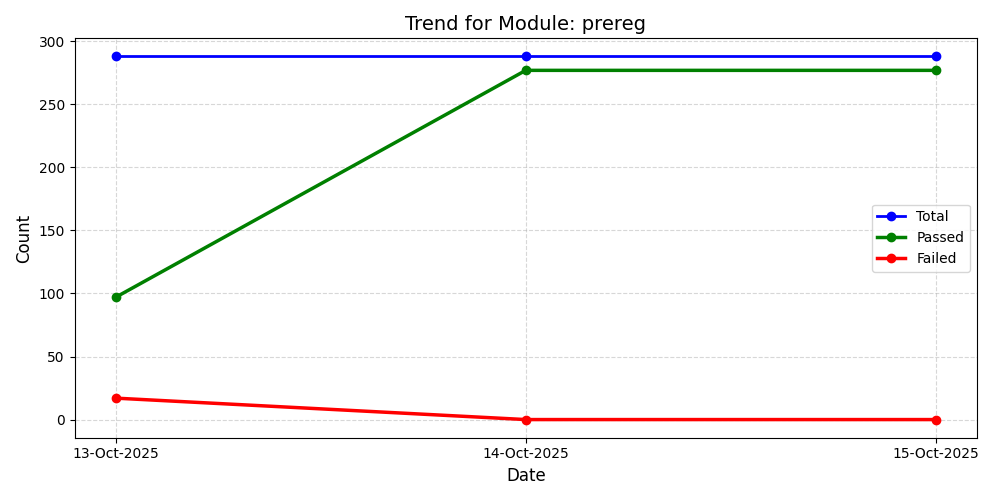 Trend for Module: prereg
300
250
200
150
100
50
0
Count
Total
Passed
Failed
13-Oct-2025
14-Oct-2025
15-Oct-2025
Date